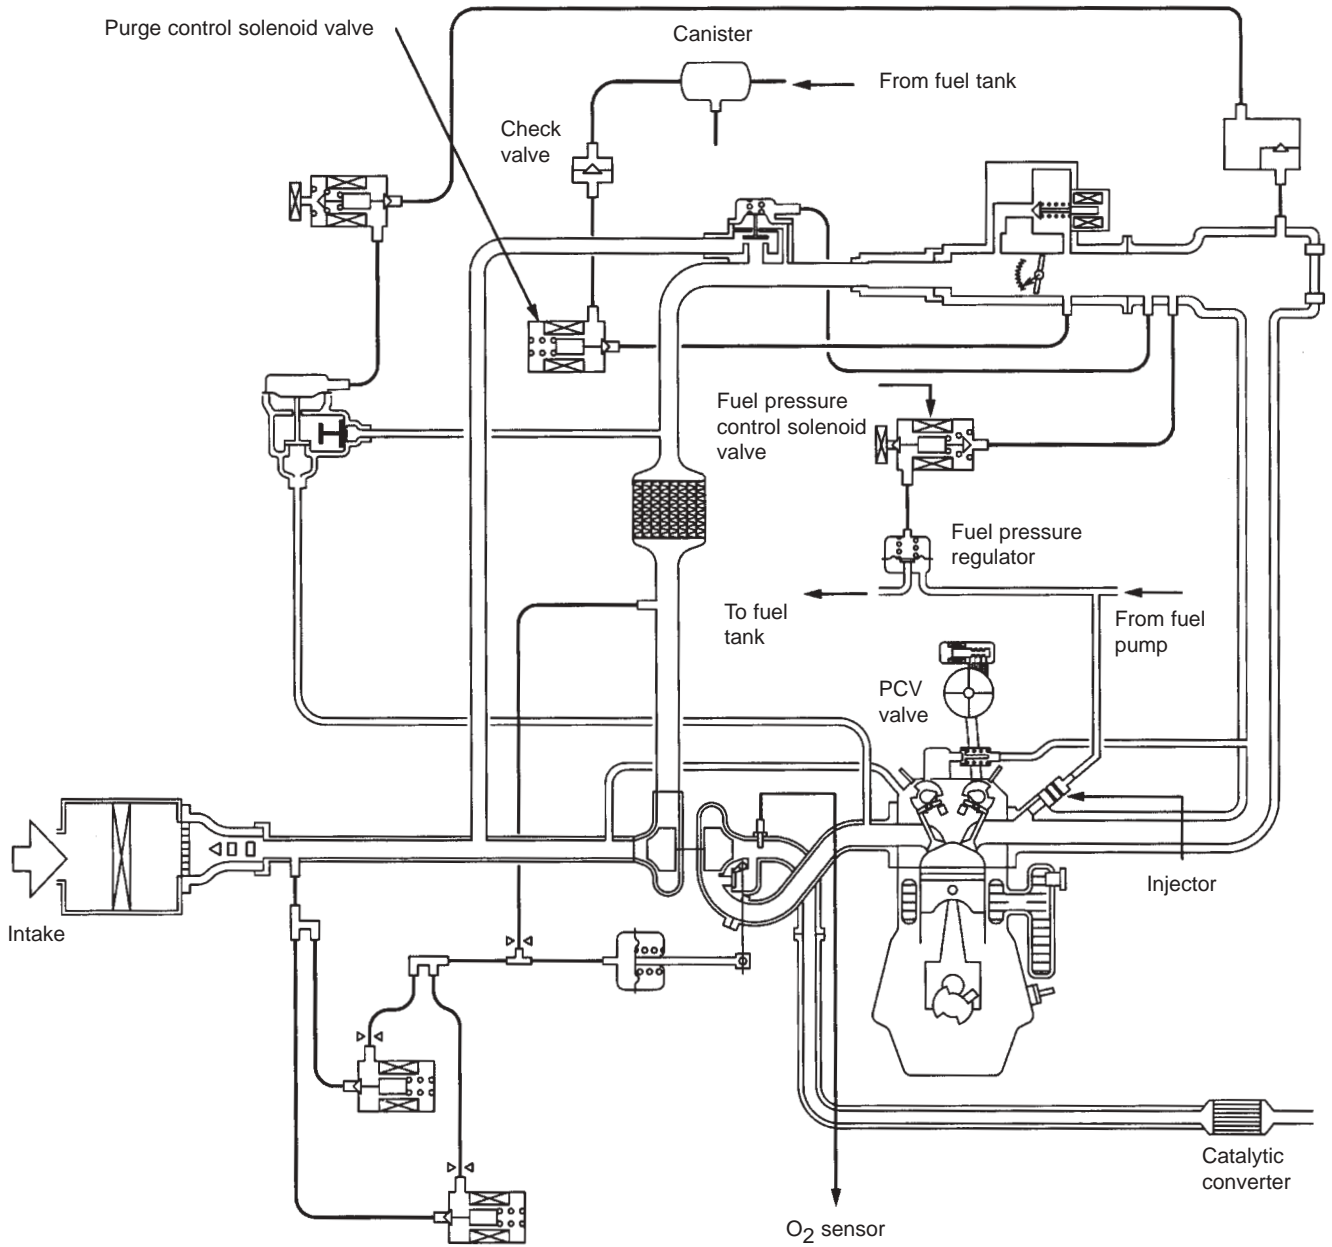 Purge control solenoid valve
Canister
From fuel tank
Check
valve
Fuel pressure
control solenoid
valve
Fuel pressure
regulator
To fuel
tank
From fuel
pump
PCV
valve
Injector
Intake
Catalytic
converter
O2 sensor